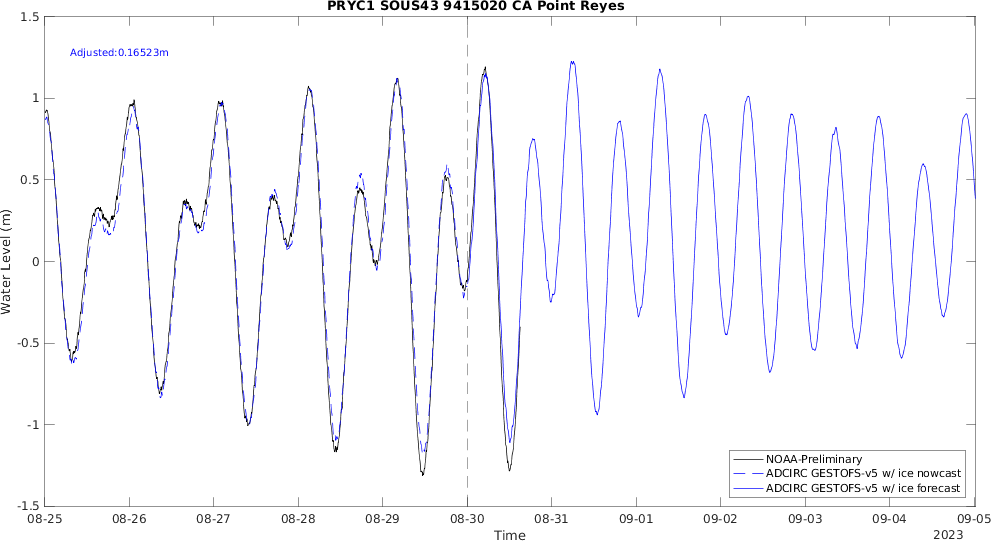 PRYC1 SOUS43 9415020 CA Point Reyes
1.5
Adjusted:0.16523m
1
0.5
0
-0.5
-1
-1.5
Water Level (m)
NOAA-Preliminary
ADCIRC GESTOFS-v5 w/ ice nowcast
ADCIRC GESTOFS-v5 w/ ice forecast
08-25 08-26 08-27 08-28 08-29 08-30 08-31 09-01 09-02 09-03 09-04 09-05
Time
2023